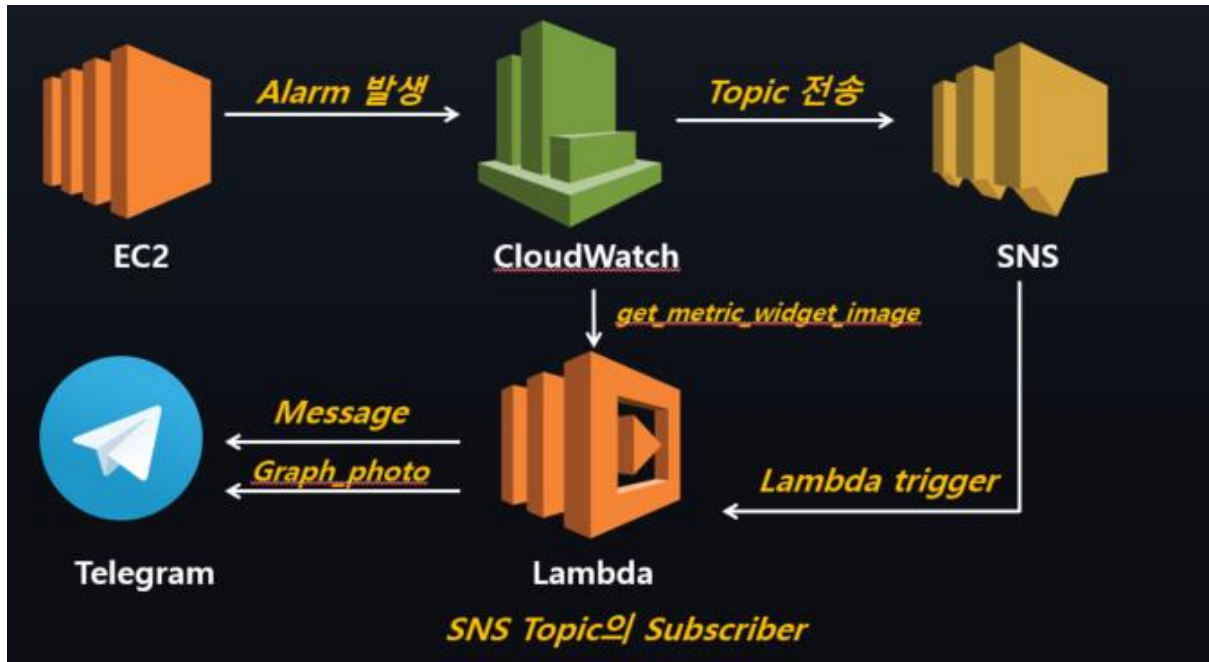 Alarm 발생
Topic 전송
EC2
CloudWatch
SNS
get_metric_widget_image
Message
Graph_photo
Lambda trigger
Telegram
Lambda
SNS Topic의 Subscriber